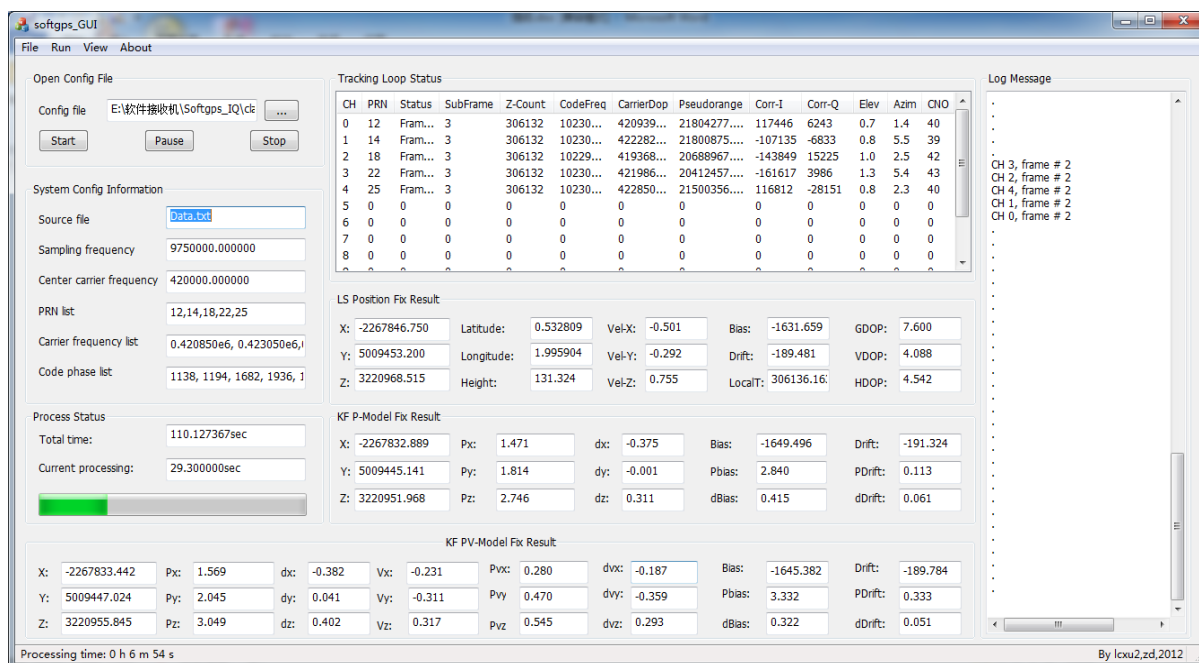 softgps_GUI
File Run View About
Open Config File
Config file E:\软件接收机\Softgps_IQ\cla ...
Start Pause Stop
System Config Information
Source file Data.txt
Sampling frequency 9750000.000000
Center carrier frequency 420000.000000
PRN list 12,14,18,22,25
Carrier frequency list 0.420850e6, 0.423050e6,
Code phase list 1138, 1194, 1682, 1936, 1
Process Status
Total time: 110.127367sec
Current processing: 29.300000sec
Tracking Loop Status
CH PRN Status SubFrame Z-Count CodeFreq CarrierDop Pseudorange Corr-I Corr-Q Elev Azim CNO
0 12 Fram... 3 306132 10230... 420939... 21804277.... 117446 6243 0.7 1.4 40
1 14 Fram... 3 306132 10230... 422282... 21800875.... -107135 -6833 0.8 5.5 39
2 18 Fram... 3 306132 10229... 419368... 20688967.... -143849 15225 1.0 2.5 42
3 22 Fram... 3 306132 10230... 421986... 20412457.... -161617 3986 1.3 5.4 43
4 25 Fram... 3 306132 10230... 422850... 21500356.... 116812 -28151 0.8 2.3 40
5 0 0 0 0 0 0 0 0 0 0 0 0
6 0 0 0 0 0 0 0 0 0 0 0 0
7 0 0 0 0 0 0 0 0 0 0 0 0
8 0 0 0 0 0 0 0 0 0 0 0 0
LS Position Fix Result
X: -2267846.750 Latitude: 0.532809 Vel-X: -0.501 Bias: -1631.659 GDOP: 7.600
Y: 5009453.200 Longitude: 1.995904 Vel-Y: -0.292 Drift: -189.481 VDOP: 4.088
Z: 3220968.515 Height: 131.324 Vel-Z: 0.755 LocalT: 306136.16 HDOP: 4.542
KF P-Model Fix Result
X: -2267832.889 Px: 1.471 dx: -0.375 Bias: -1649.496 Drift: -191.324
Y: 5009445.141 Py: 1.814 dy: -0.001 Pbias: 2.840 PDrift: 0.113
Z: 3220951.968 Pz: 2.746 dz: 0.311 dBias: 0.415 dDrift: 0.061
KF PV-Model Fix Result
X: -2267833.442 Px: 1.569 dx: -0.382 Vx: -0.231 Pvx: 0.280 dvx: -0.187 Bias: -1645.382 Drift: -189.784
Y: 5009447.024 Py: 2.045 dy: 0.041 Vy: -0.311 Pvy 0.470 dvy: -0.359 Pbias: 3.332 PDrift: 0.333
Z: 3220955.845 Pz: 3.049 dz: 0.402 Vz: 0.317 Pvz 0.545 dvz: 0.293 dBias: 0.322 dDrift: 0.051
Log Message
CH 3, frame # 2
CH 2, frame # 2
CH 4, frame # 2
CH 1, frame # 2
CH 0, frame # 2
Processing time: 0 h 6 m 54 s
By lcxu2,zd,2012